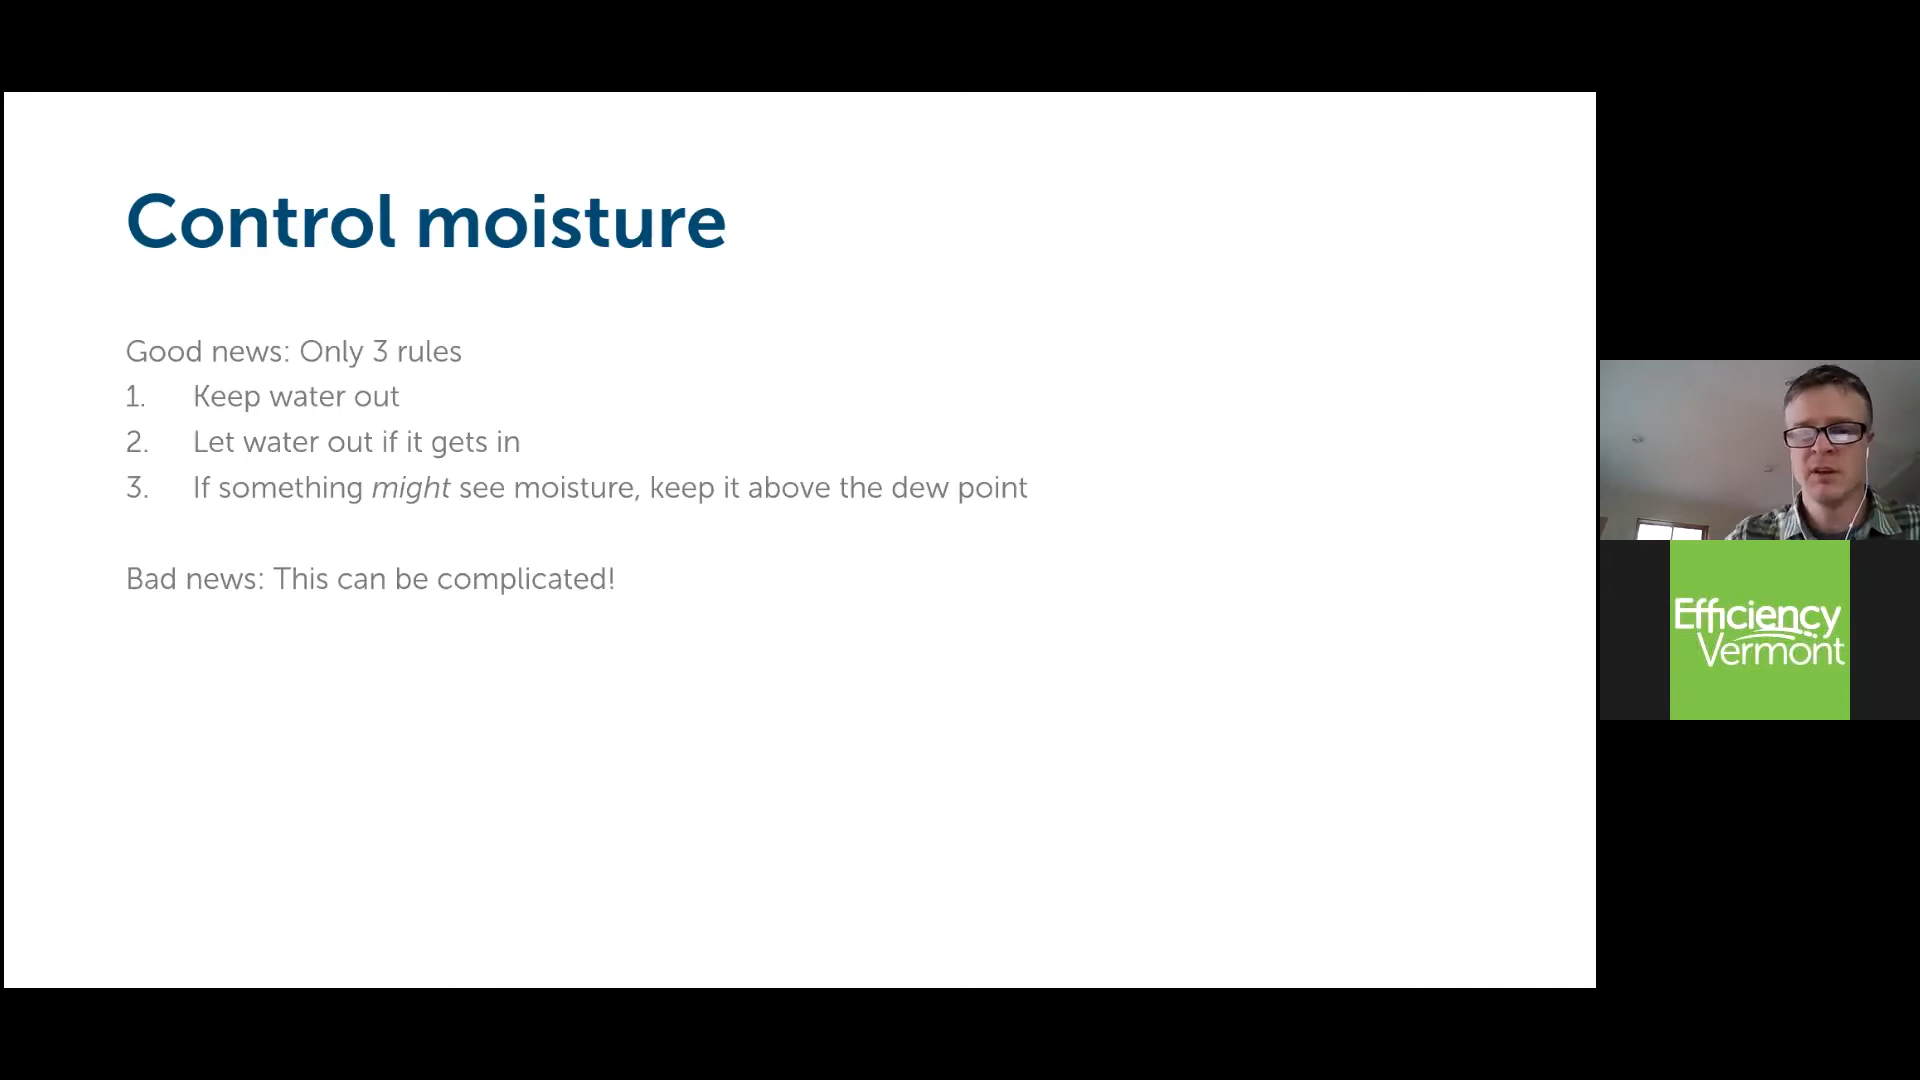 Control moisture
Good news: Only 3 rules
1. Keep water out
2. Let water out if it gets in
3. If something might see moisture, keep it above the dew point
Bad news: This can be complicated!
Efficiency
Vermont